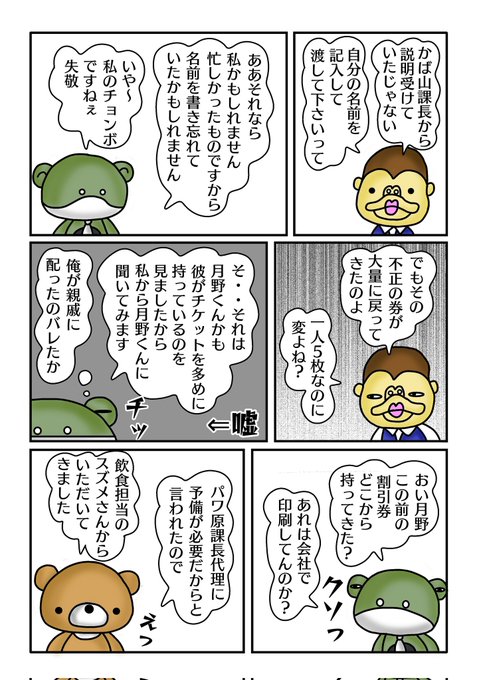 かば山課長から
説明受けて
いたじゃない
自分の名前を
記入して
渡して下さいって
ああそれなら
私かもしれません
忙しかったものですから
名前を書き忘れて
いたかもしれません
いや〜
私のチョンボ
ですねぇ
失敬
でもその
不正の券が
大量に戻って
きたのよ
一人5枚なのに
変よね?
そ・・それは
月野くんかも
彼がチケットを多めに
持っているのを
見ましたから
私から月野くんに
聞いてみます
俺が親戚に
配ったのバレたか
チッ
⇐嘘
おい月野
この前の
割引券
どこから
持ってきた?
あれは会社で
印刷してんのか?
クソっ
パワ原課長代理に
予備が必要だからと
言われたので
飲食担当の
スズメさんから
いただいて
きました
えっ